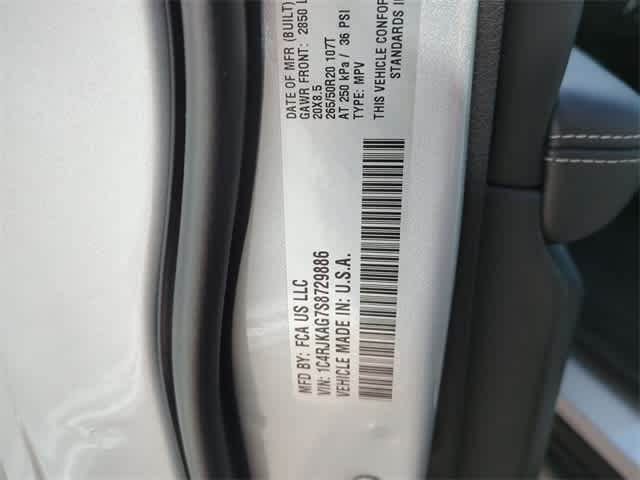 MFD BY: FCA US LLC
DATE OF MFR (BUILT)
GAWR FRONT: 2850 L
20X8.5
265/50R20 107T
AT 250 kPa / 36 PSI
TYPE: MPV
THIS VEHICLE CONFOR
STANDARDS I
VIN: 1C4RJKAG7S8729886
VEHICLE MADE IN: U.S.A.